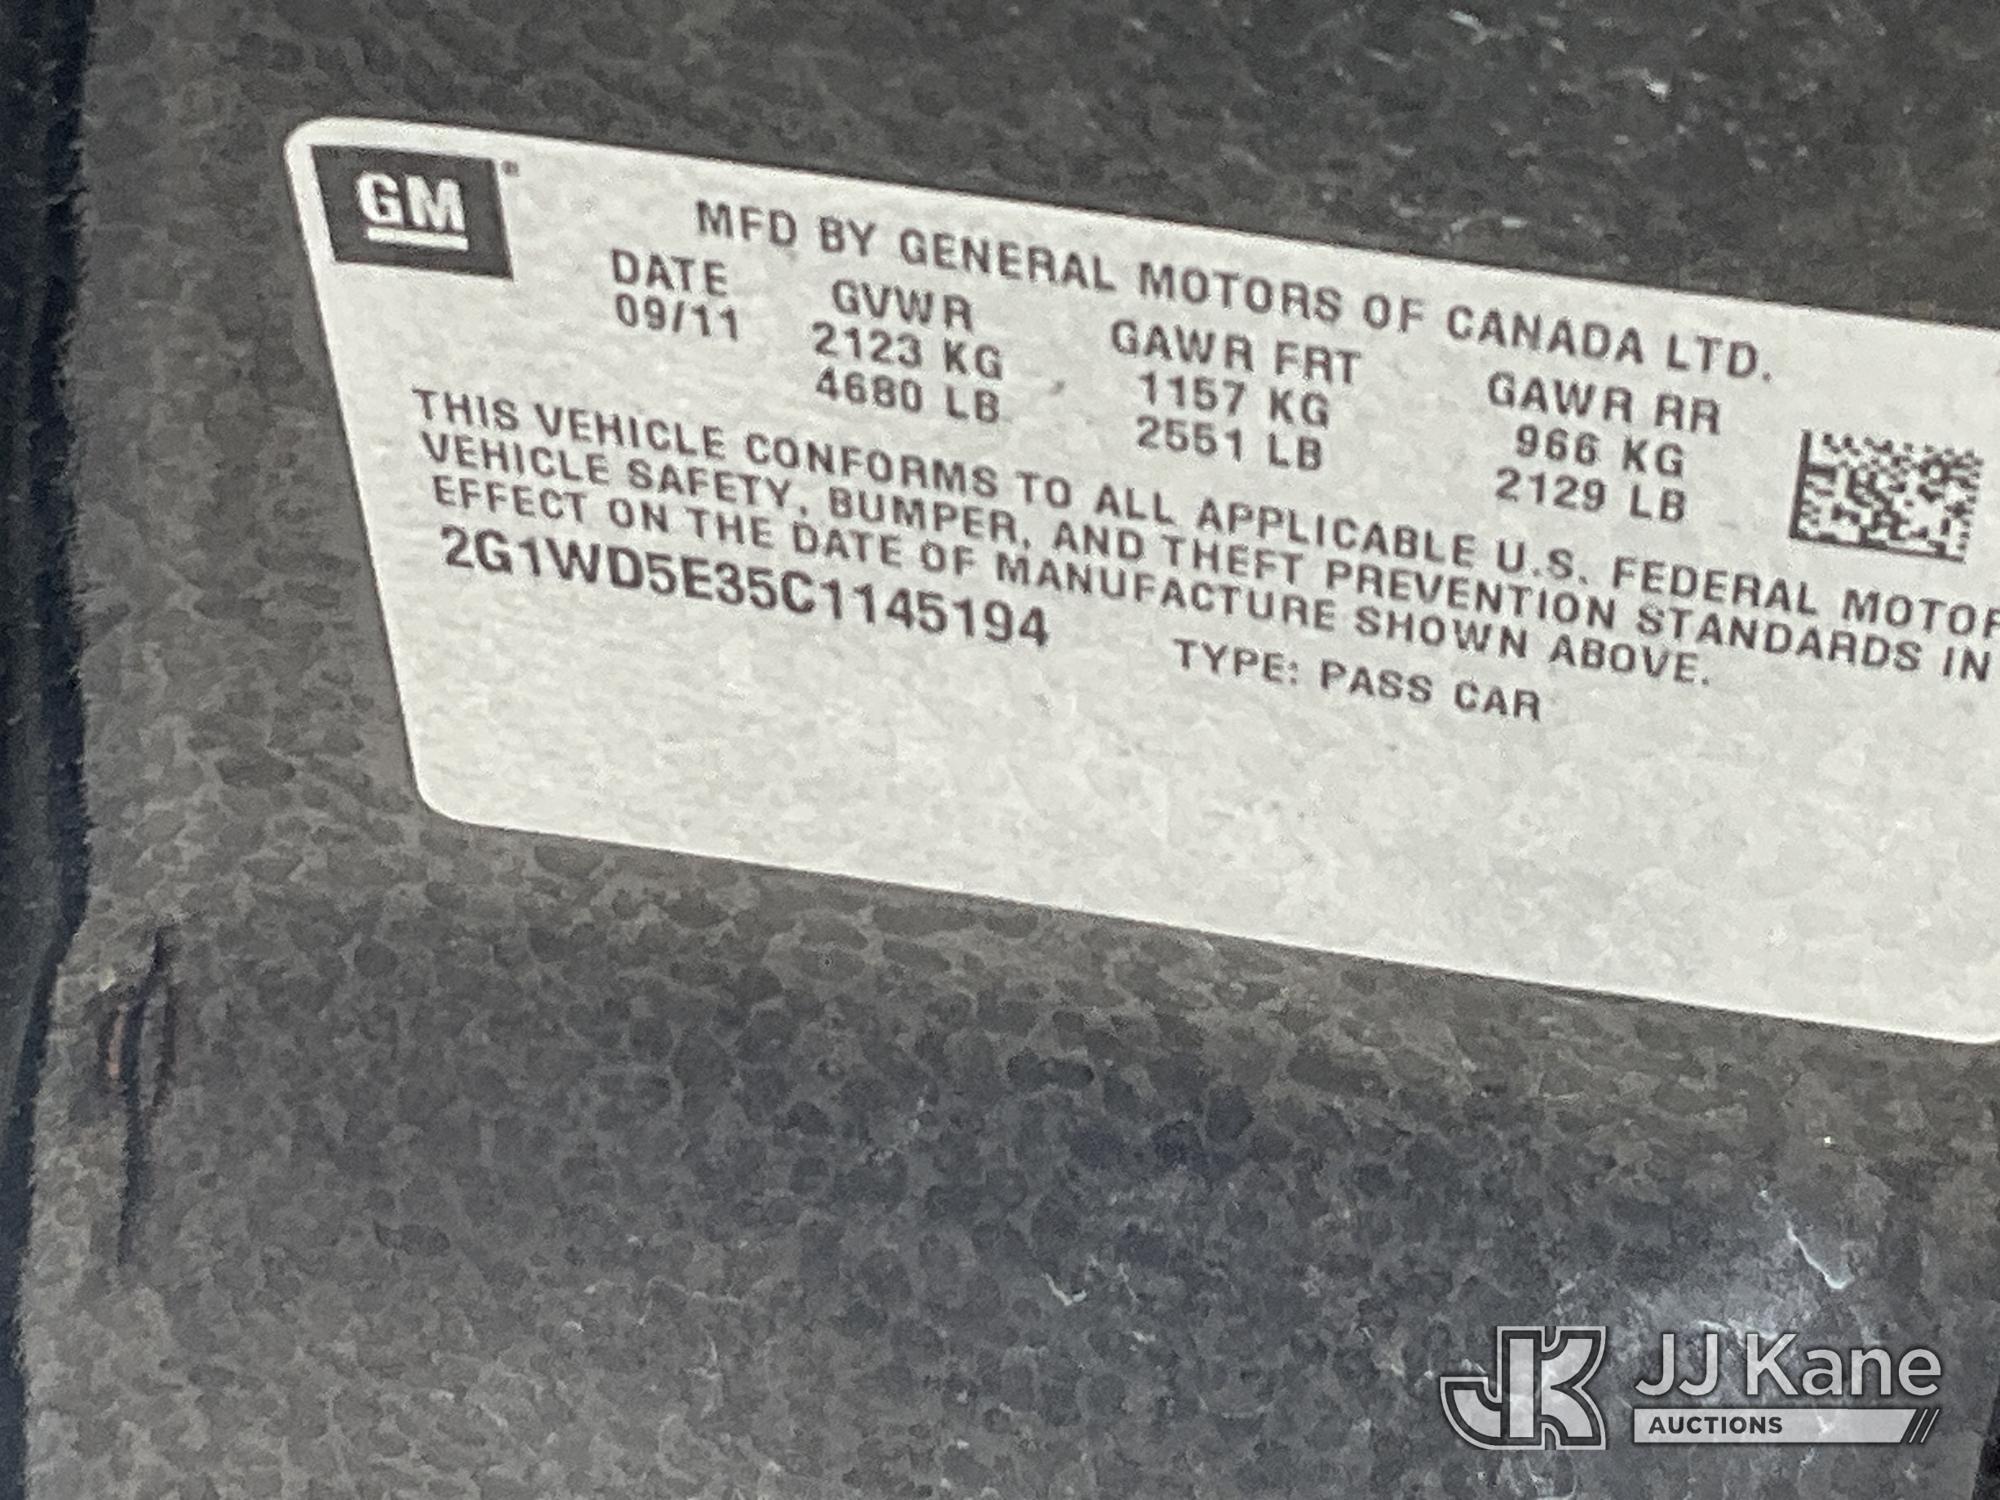 GM®
MFD BY GENERAL MOTORS OF CANADA LTD.
DATE GVWR GAWR FRT GAWR RR
09/11 2123 KG 1157 KG 966 KG
4680 LB 2551 LB 2129 LB
THIS VEHICLE CONFORMS TO ALL APPLICABLE U.S. FEDERAL MOTOR
VEHICLE SAFETY, BUMPER, AND THEFT PREVENTION STANDARDS IN
EFFECT ON THE DATE OF MANUFACTURE SHOWN ABOVE.
2G1WD5E35C1145194 TYPE: PASS CAR
JK JJ Kane
AUCTIONS